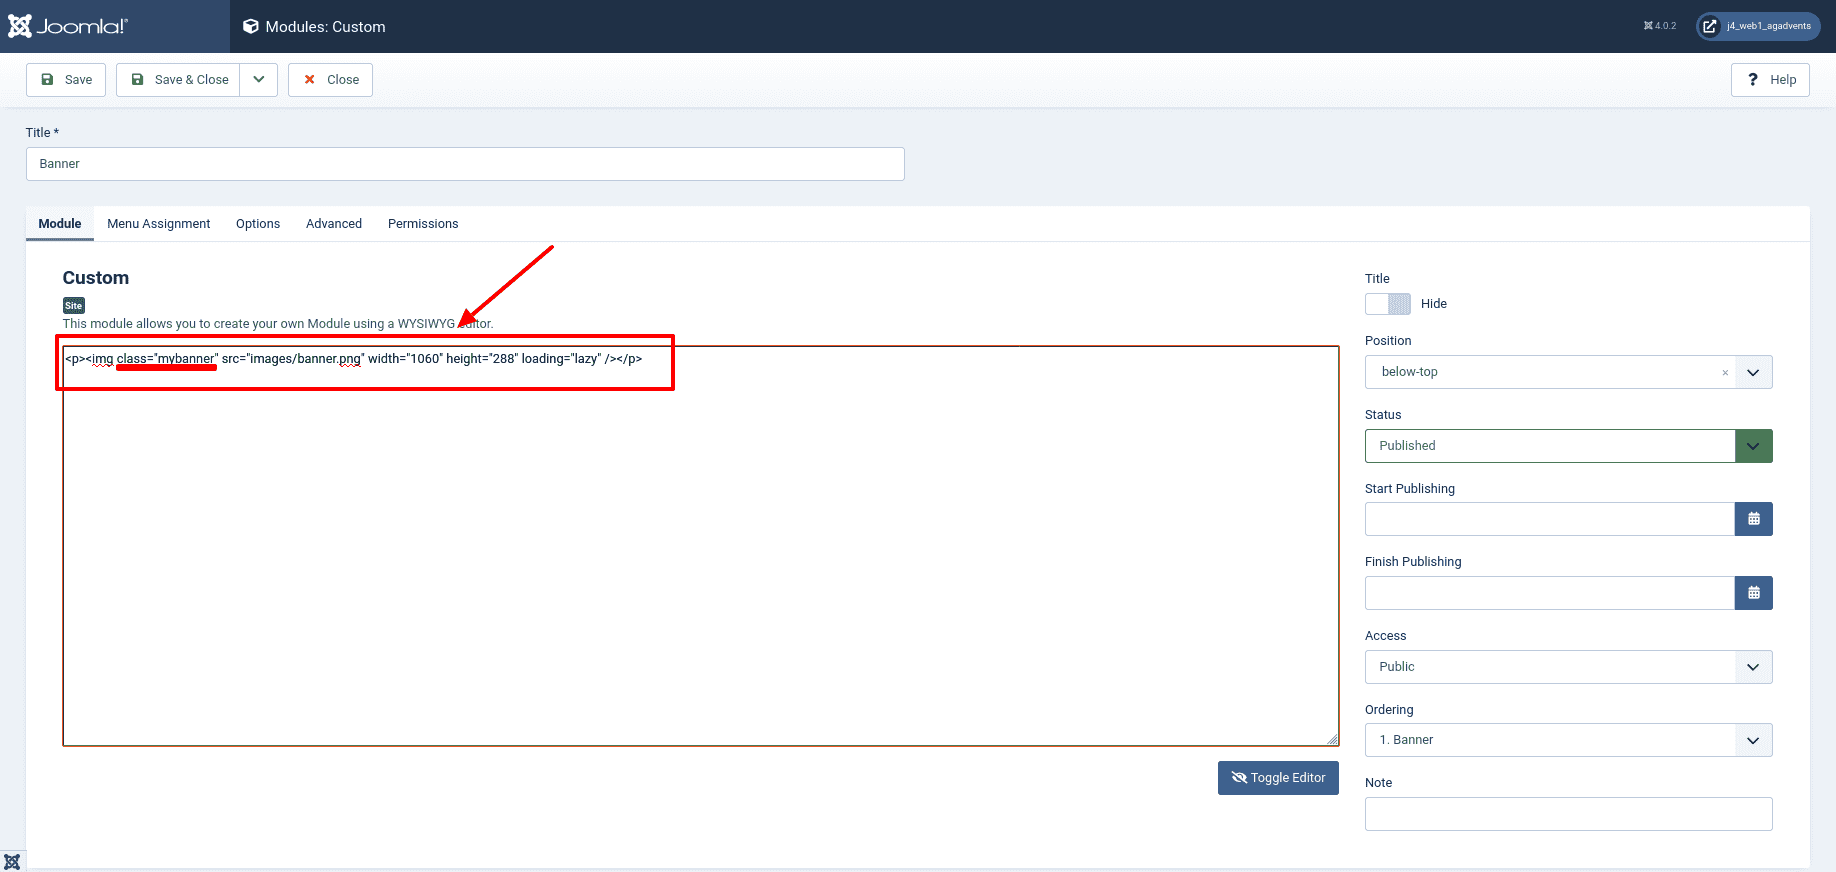 Joomla!®
Modules: Custom
4.0.2
j4_web1_agadvents
Save
Save & Close
Close
? Help
Title *
Banner
Module
Menu Assignment
Options
Advanced
Permissions
Custom
Site
This module allows you to create your own Module using a WYSIWYG editor.
<p><img class="mybanner" src="images/banner.png" width="1060" height="288" loading="lazy" /></p>
Toggle Editor
Title
Hide
Position
below-top ×
Status
Published
Start Publishing
Finish Publishing
Access
Public
Ordering
1. Banner
Note